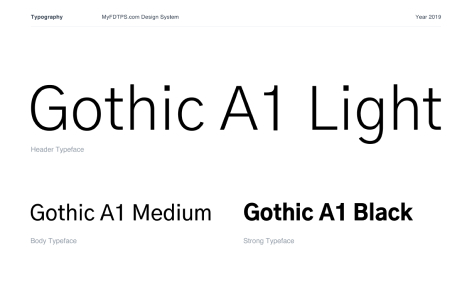 Typography MyFDTPS.com Design System Year 2019
Gothic A1 Light
Header Typeface
Gothic A1 Medium Gothic A1 Black
Body Typeface Strong Typeface